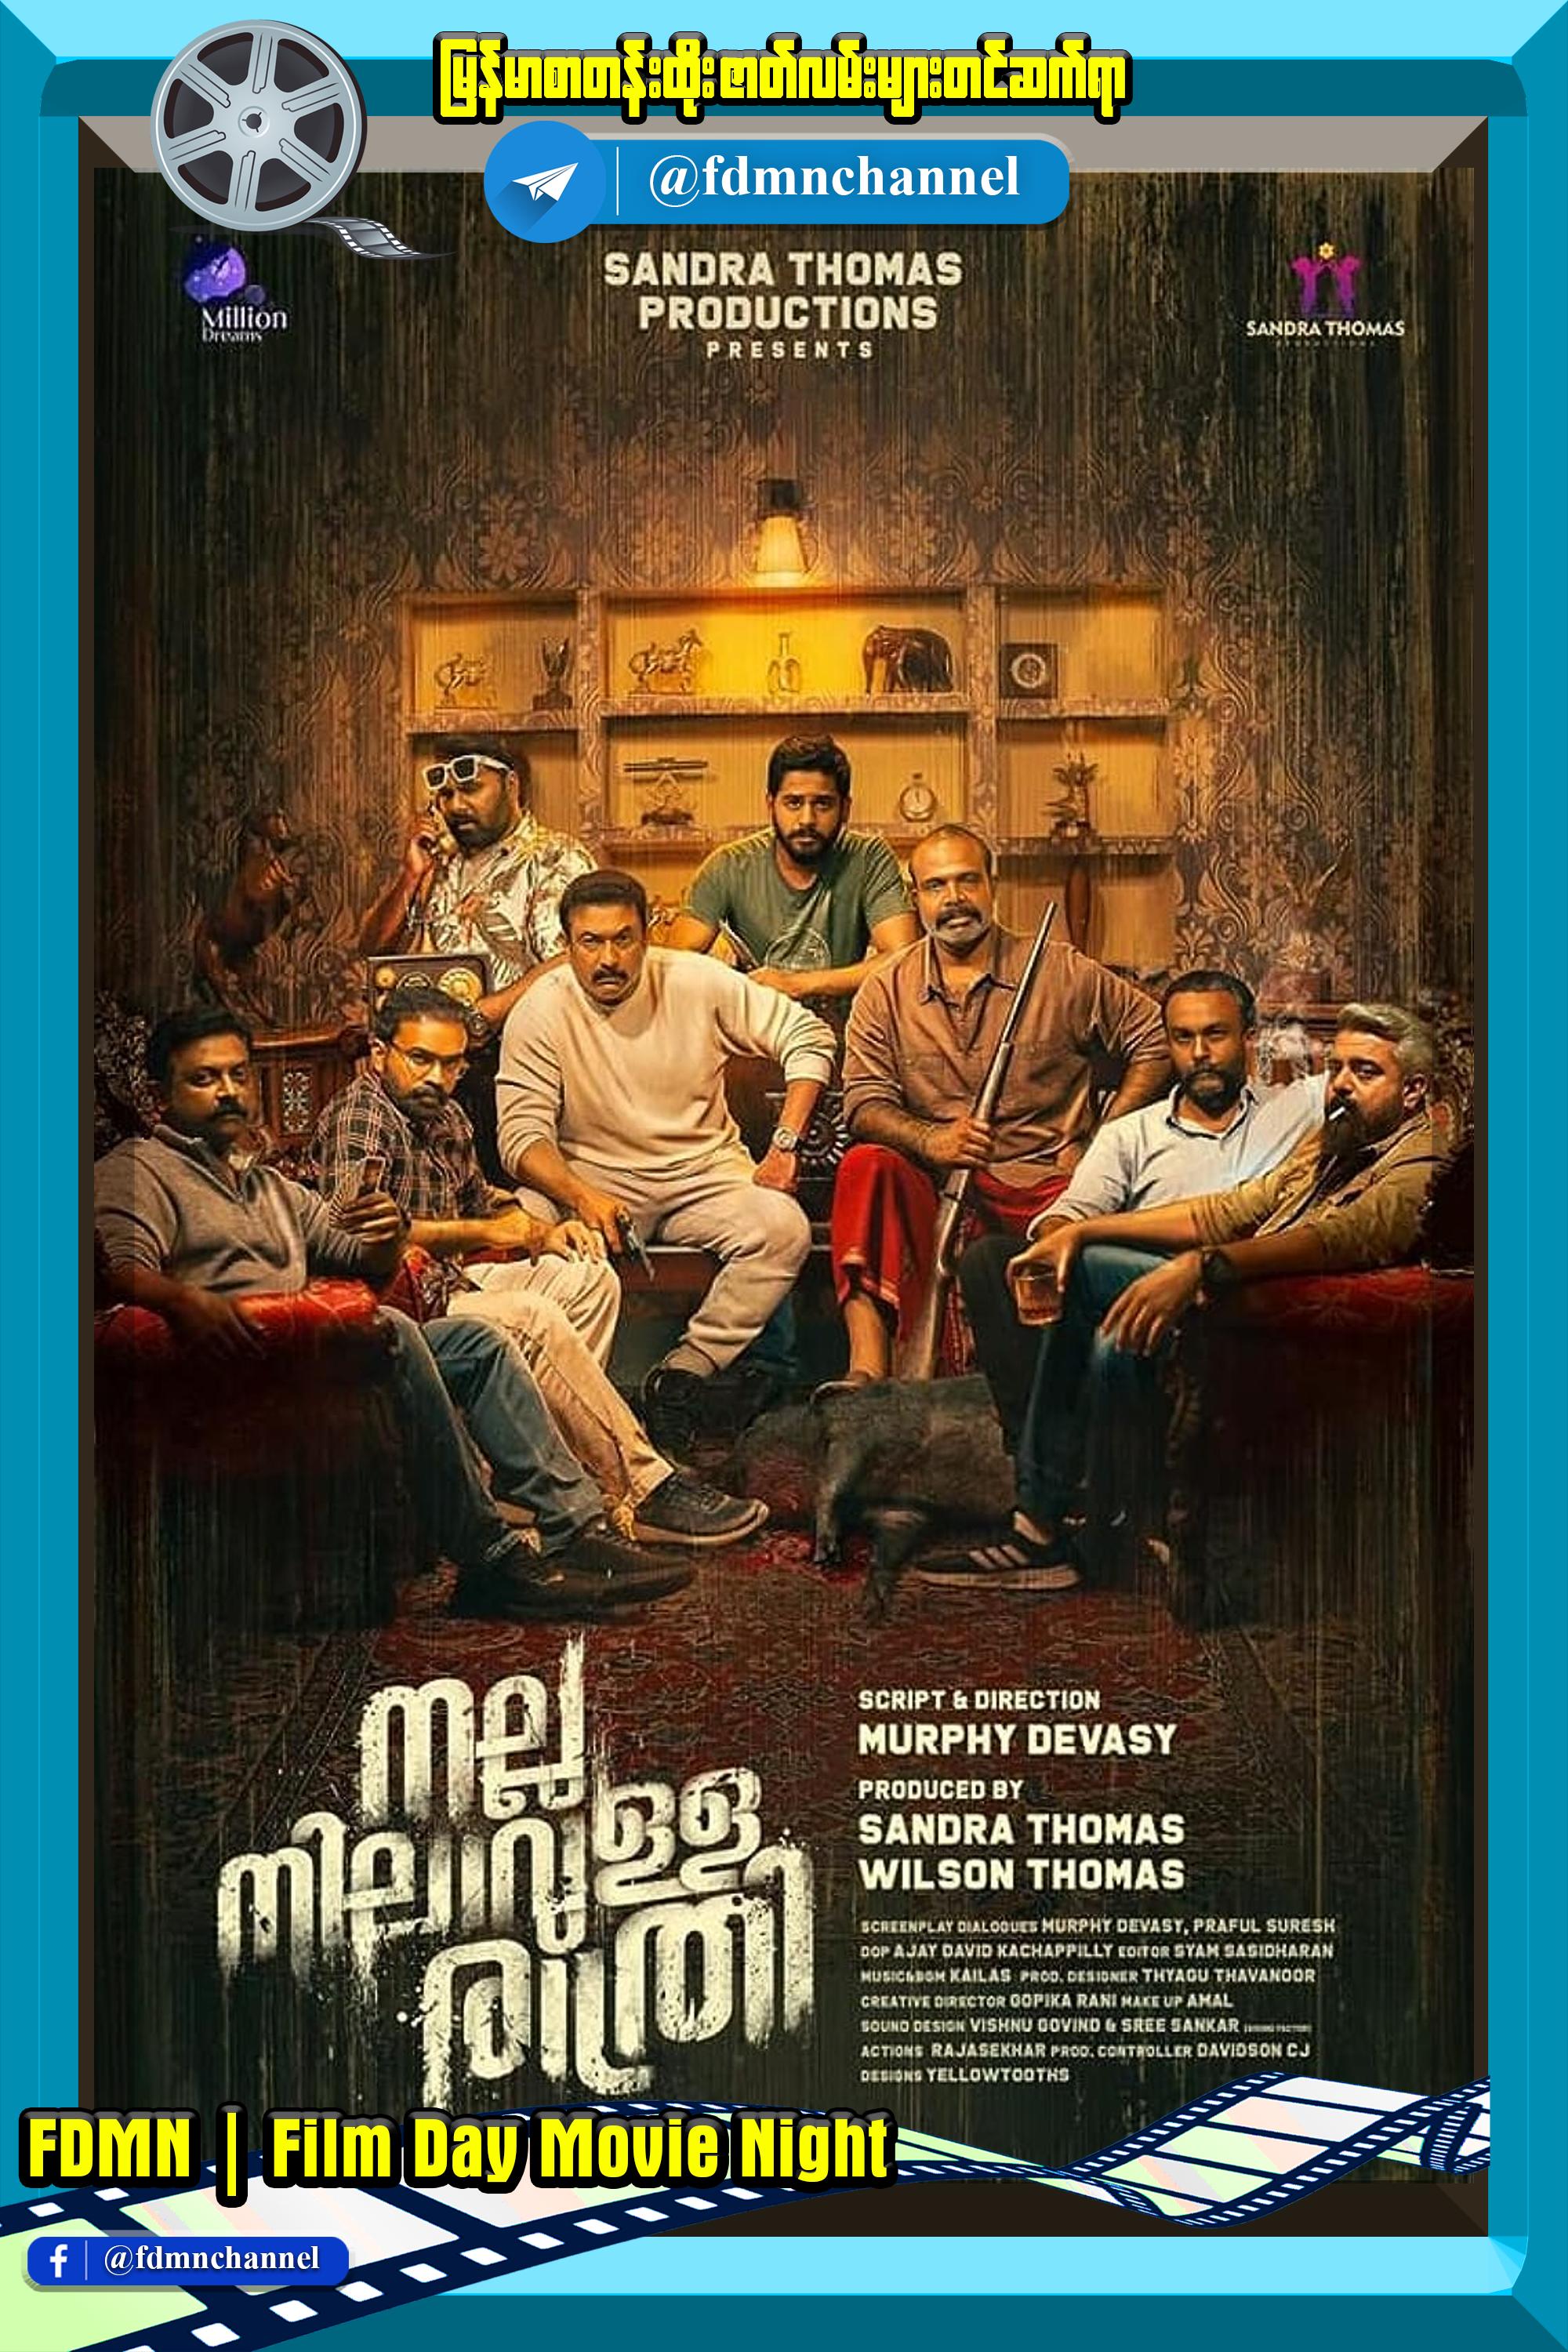 မြန်မာစာတန်းထိုး ဇာတ်လမ်းများတင်ဆက်ရာ
@fdmnchannel
Million
Dreams
SANDRA THOMAS
PRODUCTIONS
PRESENTS
SANDRA THOMAS
PRODUCTIONS
നല്ല
നിലാവുള്ള
രാത്രി
SCRIPT & DIRECTION
MURPHY DEVASY
PRODUCED BY
SANDRA THOMAS
WILSON THOMAS
SCREENPLAY DIALOGUES MURPHY DEVASY, PRAFUL SURESH
DOP AJAY DAVID KACHAPPILLY EDITOR SYAM SASIDHARAN
MUSIC&BGM KAILAS PROD. DESIGNER THYAGU THAVANOOR
CREATIVE DIRECTOR GOPIKA RANI MAKE UP AMAL
SOUND DESIGN VISHNU GOVIND & SREE SANKAR
ACTIONS RAJASEKHAR PROD. CONTROLLER DAVIDSON CJ
DESIGNS YELLOWTOOTHS
FDMN | Film Day Movie Night
@fdmnchannel